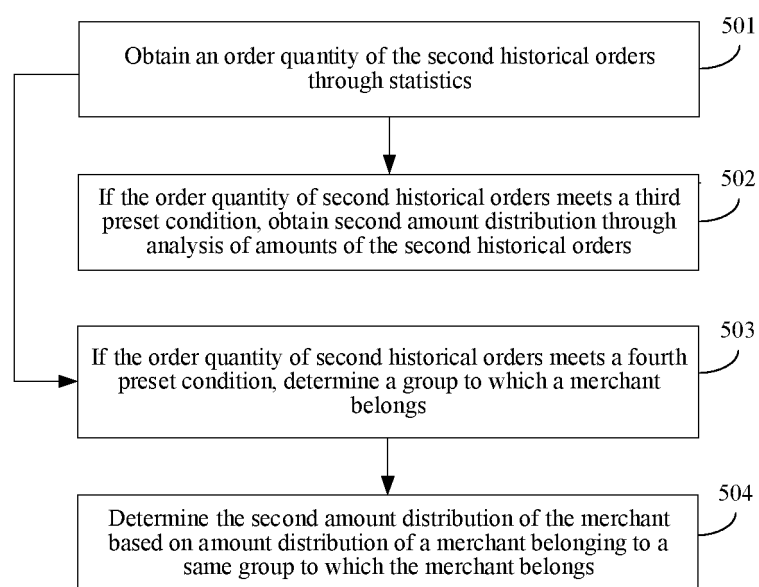 501
Obtain an order quantity of the second historical orders
through statistics
502
If the order quantity of second historical orders meets a third
preset condition, obtain second amount distribution through
analysis of amounts of the second historical orders
503
If the order quantity of second historical orders meets a fourth
preset condition, determine a group to which a merchant
belongs
504
Determine the second amount distribution of the merchant
based on amount distribution of a merchant belonging to a
same group to which the merchant belongs